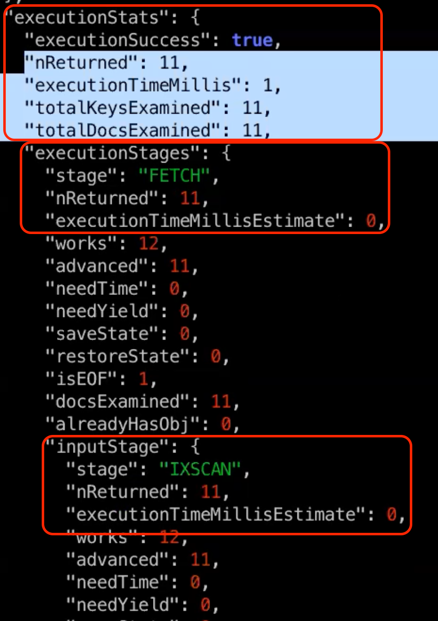 },
"executionStats": {
"executionSuccess": true,
"nReturned": 11,
"executionTimeMillis": 1,
"totalKeysExamined": 11,
"totalDocsExamined": 11,
"executionStages": {
"stage": "FETCH",
"nReturned": 11,
"executionTimeMillisEstimate": 0,
"works": 12,
"advanced": 11,
"needTime": 0,
"needYield": 0,
"saveState": 0,
"restoreState": 0,
"isEOF": 1,
"docsExamined": 11,
"alreadyHasObj": 0,
"inputStage": {
"stage": "IXSCAN",
"nReturned": 11,
"executionTimeMillisEstimate": 0,
"works": 12,
"advanced": 11,
"needTime": 0,
"needYield": 0,